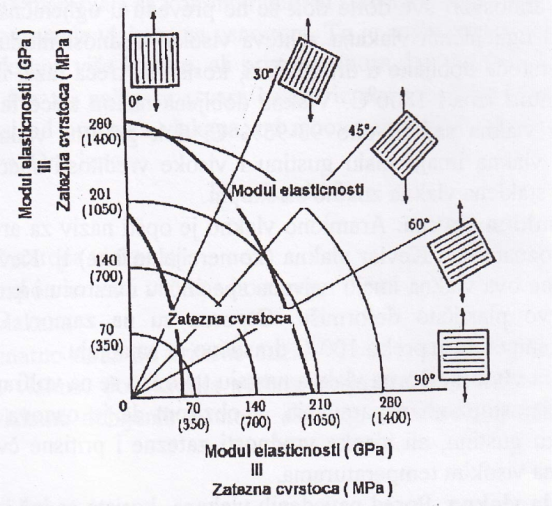 Modul elasticnosti ( GPa )
III
Zatezna cvrstoca ( MPa )
0°
30°
45°
60°
90°
280
(1400)
201
(1050)
140
(700)
70
(350)
0
Modul elasticnosti
Zatezna cvrstoca
70
(350)
140
(700)
210
(1050)
280
(1400)
Modul elasticnosti ( GPa )
III
Zatezna cvrstoca ( MPa )